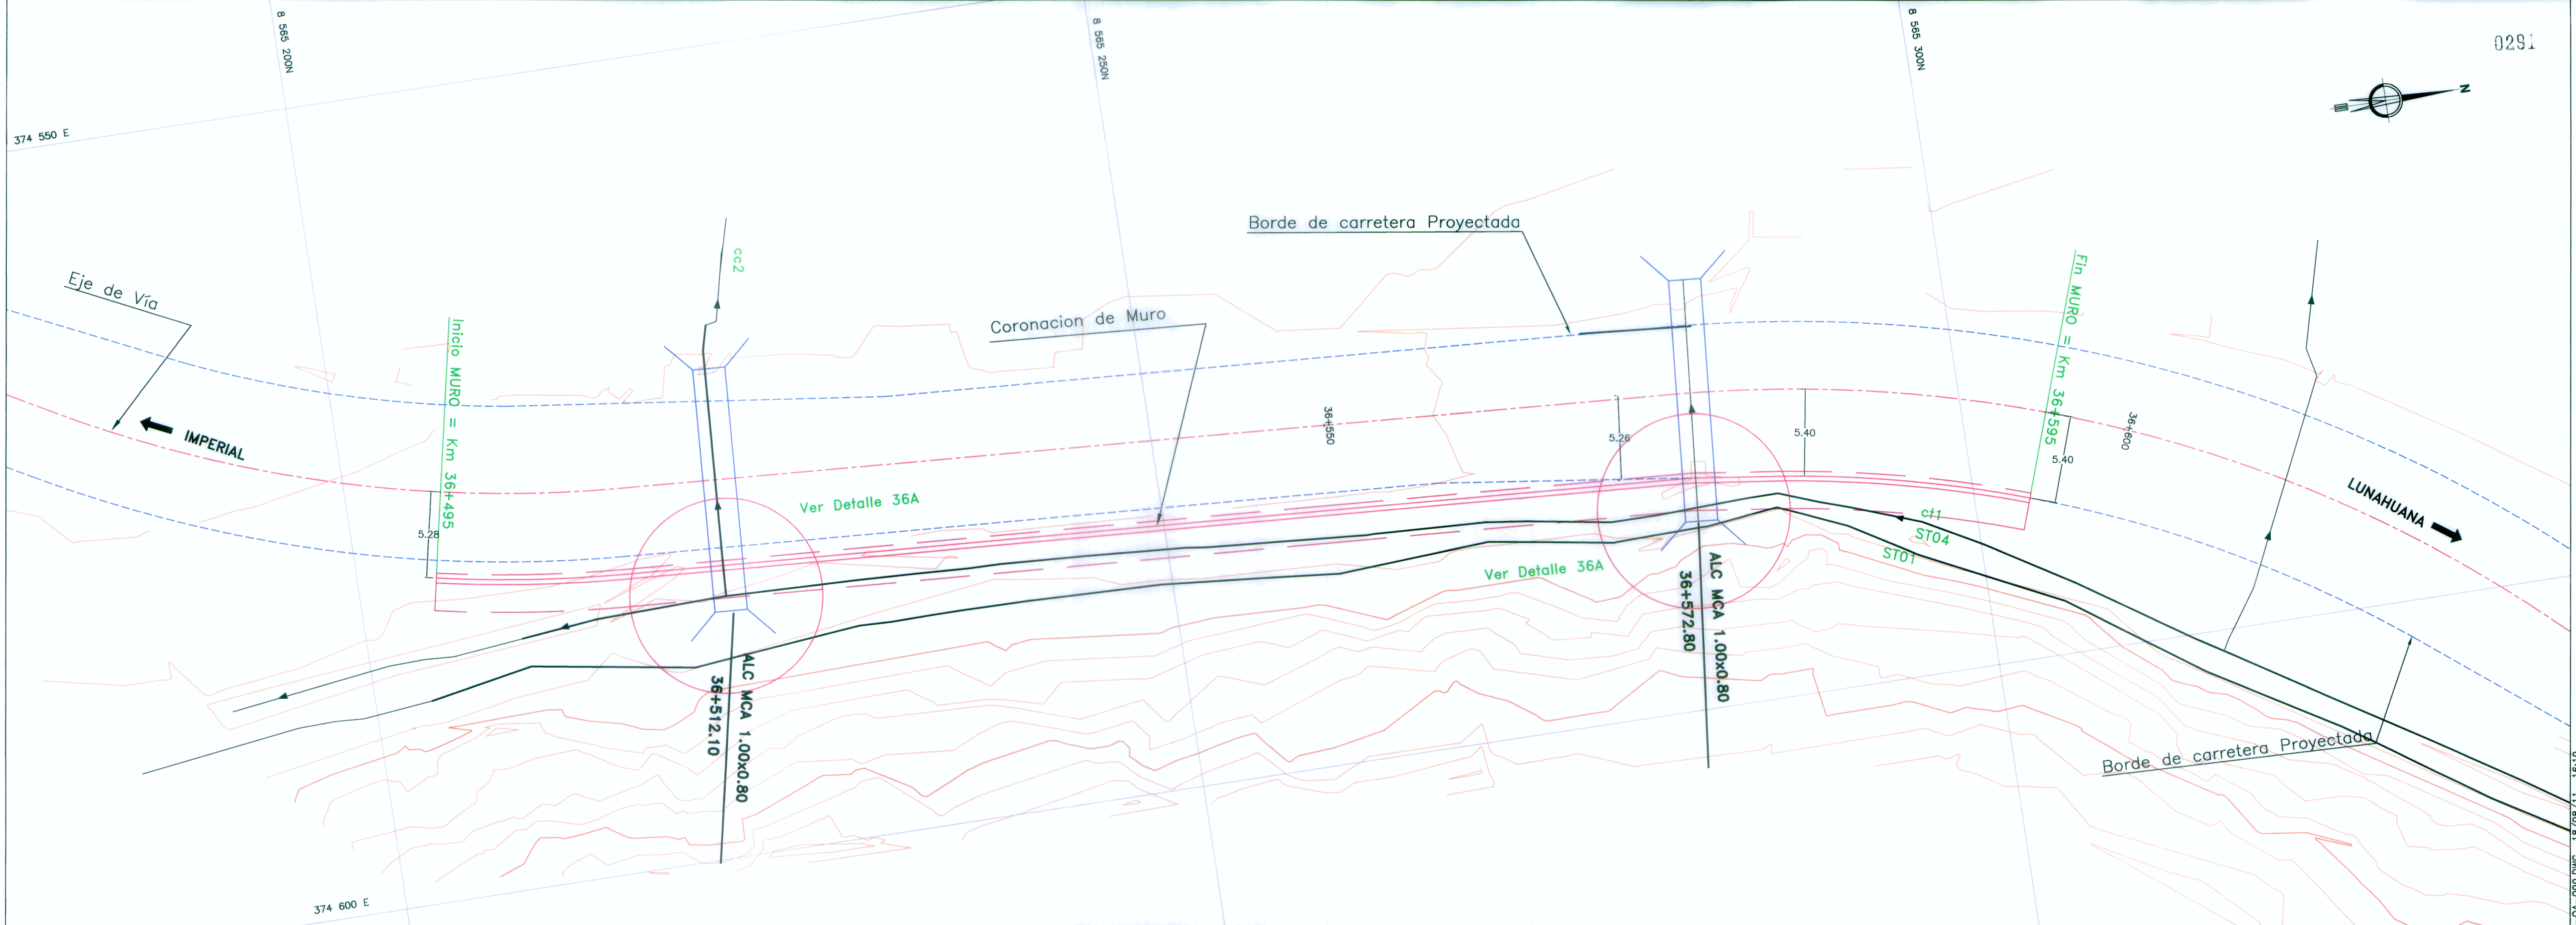 8 565 200N
8 565 250N
8 565 300N
0291
N
374 550 E
Borde de carretera Proyectada
cc2
Eje de Vía
Coronacion de Muro
Inicio MURO = Km 36+495
Fin MURO = Km 36+595
IMPERIAL
36+550
5.26
5.40
36+600
5.40
LUNAHUANA
Ver Detalle 36A
5.28
ct1
ST04
ST01
Ver Detalle 36A
ALC MCA 1.00x0.80
36+572.80
ALC MCA 1.00x0.80
36+512.10
Borde de carretera Proyectada
374 600 E